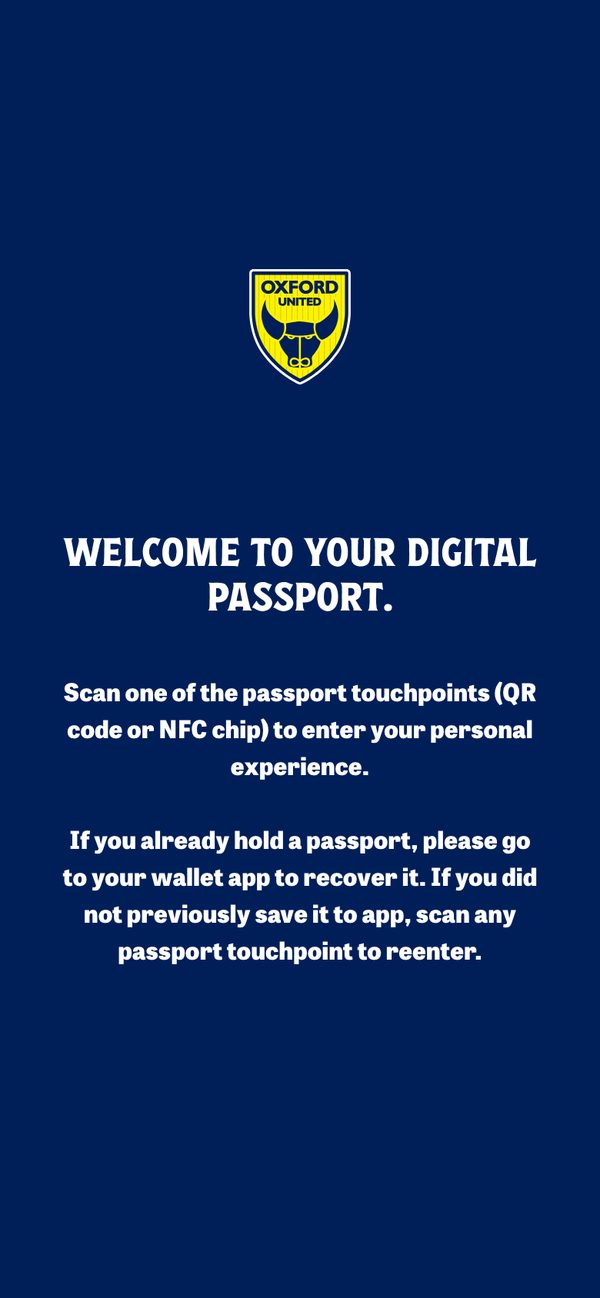 OXFORD
UNITED
WELCOME TO YOUR DIGITAL
PASSPORT.
Scan one of the passport touchpoints (QR
code or NFC chip) to enter your personal
experience.
If you already hold a passport, please go
to your wallet app to recover it. If you did
not previously save it to app, scan any
passport touchpoint to reenter.